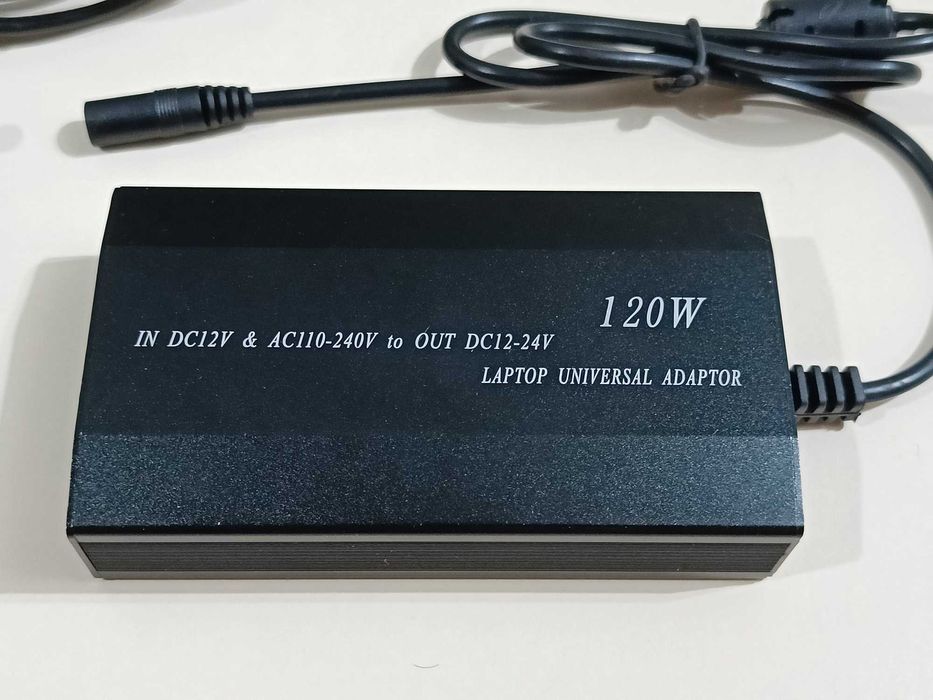 120W
IN DC12V & AC110-240V to OUT DC12-24V
LAPTOP UNIVERSAL ADAPTOR